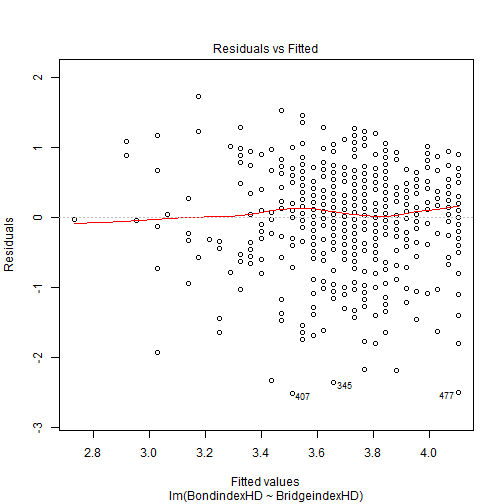 Residuals vs Fitted
2
1
0
-1
-2
-3
Residuals
407
345
477
2.8 3.0 3.2 3.4 3.6 3.8 4.0
Fitted values
lm(BondindexHD ~ BridgeindexHD)